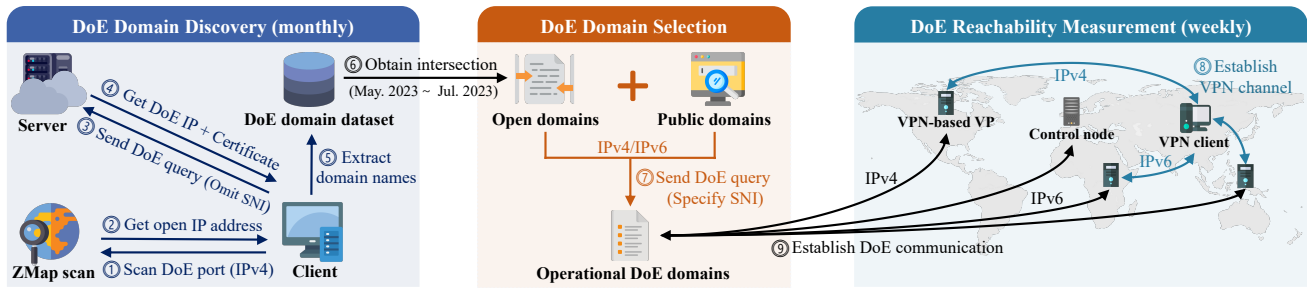 DoE Domain Discovery (monthly)
④ Get DoE IP + Certificate
③ Send DoE query (Omit SNI)
Server
DoE domain dataset
⑤ Extract
domain names
② Get open IP address
① Scan DoE port (IPv4)
ZMap scan
Client
⑥ Obtain intersection
(May. 2023 ~ Jul. 2023)
DoE Domain Selection
Open domains
Public domains
IPv4/IPv6
⑦ Send DoE query
(Specify SNI)
Operational DoE domains
DoE Reachability Measurement (weekly)
IPv4
⑧ Establish
VPN channel
VPN-based VP
Control node
VPN client
IPv6
IPv4
IPv6
⑨ Establish DoE communication